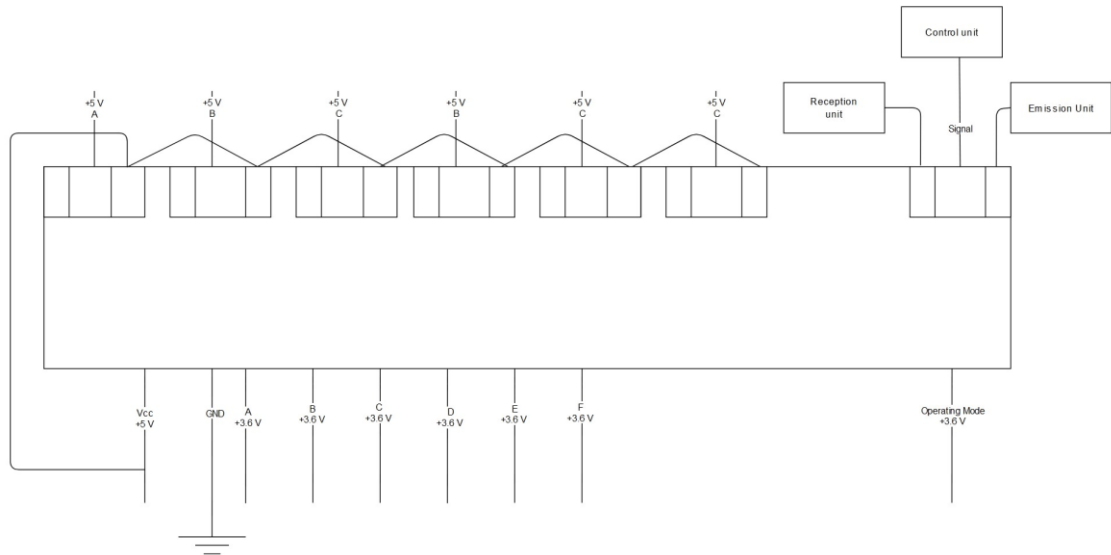 Control unit
Reception
unit
Emission Unit
Signal
+5 V
A
+5 V
B
+5 V
C
+5 V
B
+5 V
C
+5 V
C
Vcc
+5 V
GND
A
+3.6 V
B
+3.6 V
C
+3.6 V
D
+3.6 V
E
+3.6 V
F
+3.6 V
Operating Mode
+3.6 V